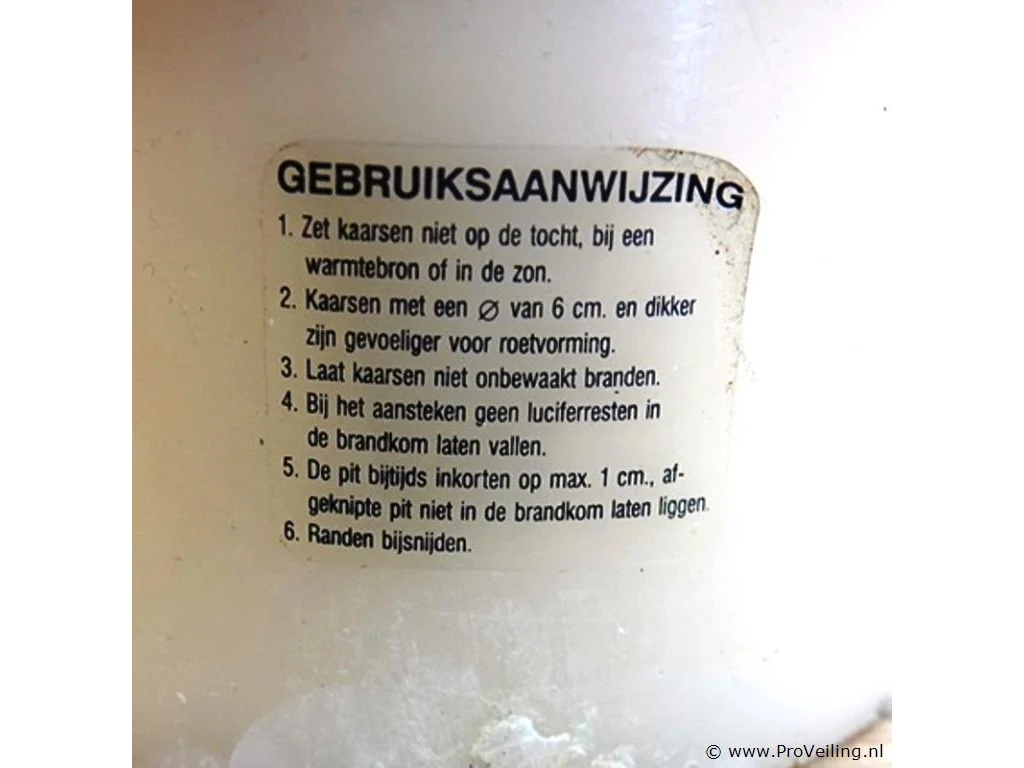 GEBRUIKSAANWIJZING
1. Zet kaarsen niet op de tocht, bij een
warmtebron of in de zon.
2. Kaarsen met een ⌀ van 6 cm. en dikker
zijn gevoeliger voor roetvorming.
3. Laat kaarsen niet onbewaakt branden.
4. Bij het aansteken geen luciferresten in
de brandkom laten vallen.
5. De pit bijtijds inkorten op max. 1 cm., af-
geknipte pit niet in de brandkom laten liggen.
6. Randen bijsnijden.
© www.ProVeiling.nl